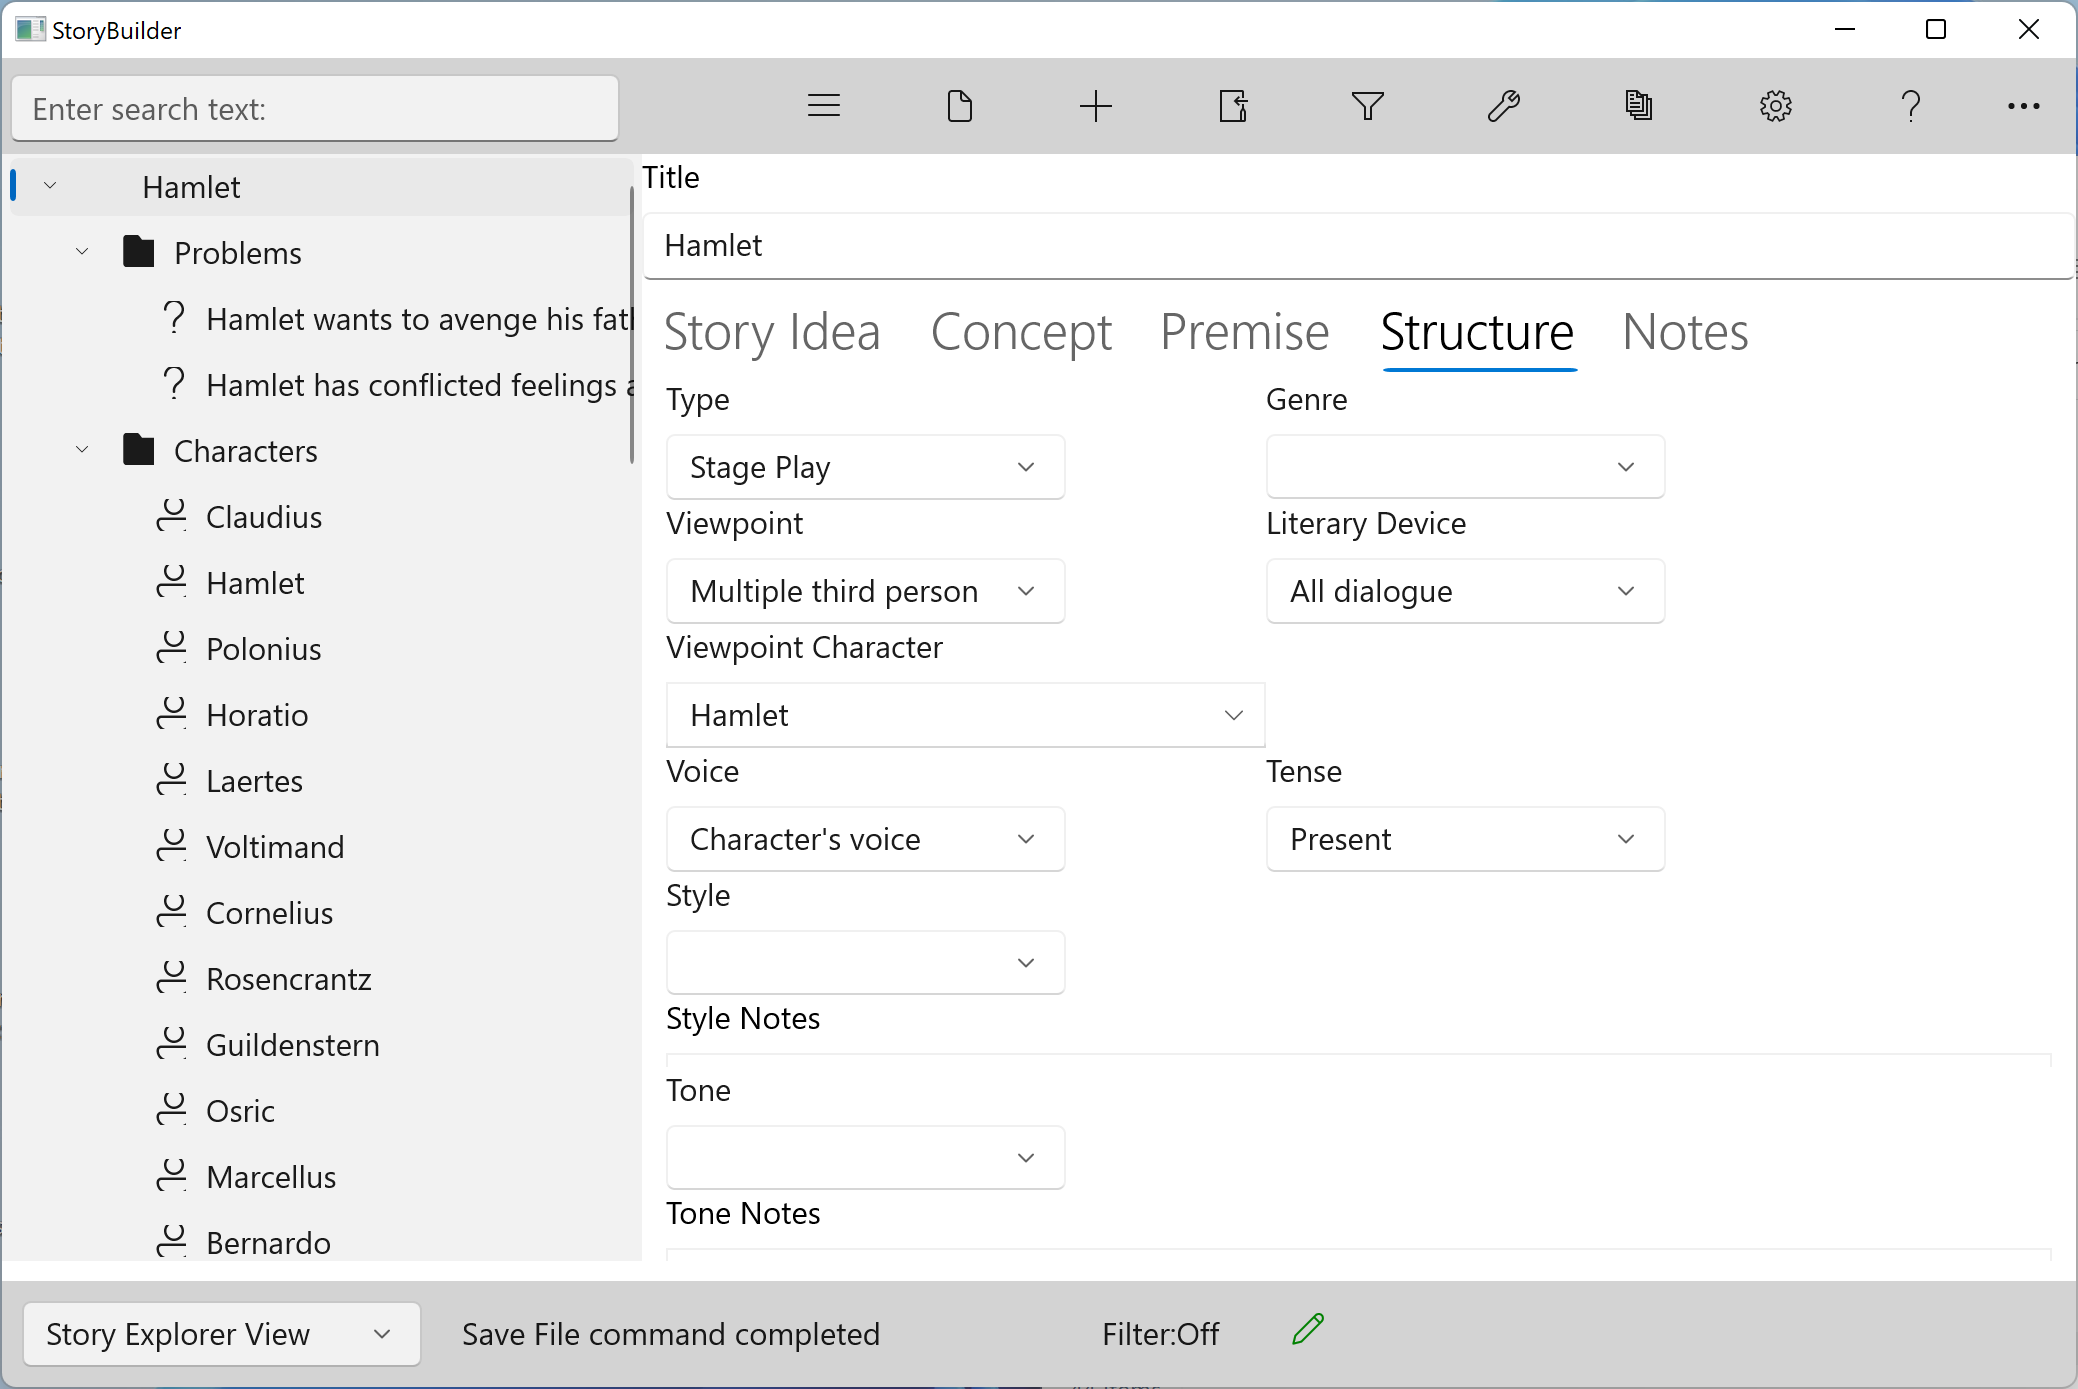 StoryBuilder
Enter search text:
Hamlet
Problems
Hamlet wants to avenge his fat
Hamlet has conflicted feelings
Characters
Claudius
Hamlet
Polonius
Horatio
Laertes
Voltimand
Cornelius
Rosencrantz
Guildenstern
Osric
Marcellus
Bernardo
Title
Hamlet
Story Idea Concept Premise Structure Notes
Type Genre
Stage Play
Viewpoint Literary Device
Multiple third person All dialogue
Viewpoint Character
Hamlet
Voice Tense
Character's voice Present
Style
Style Notes
Tone
Tone Notes
Story Explorer View Save File command completed Filter:Off